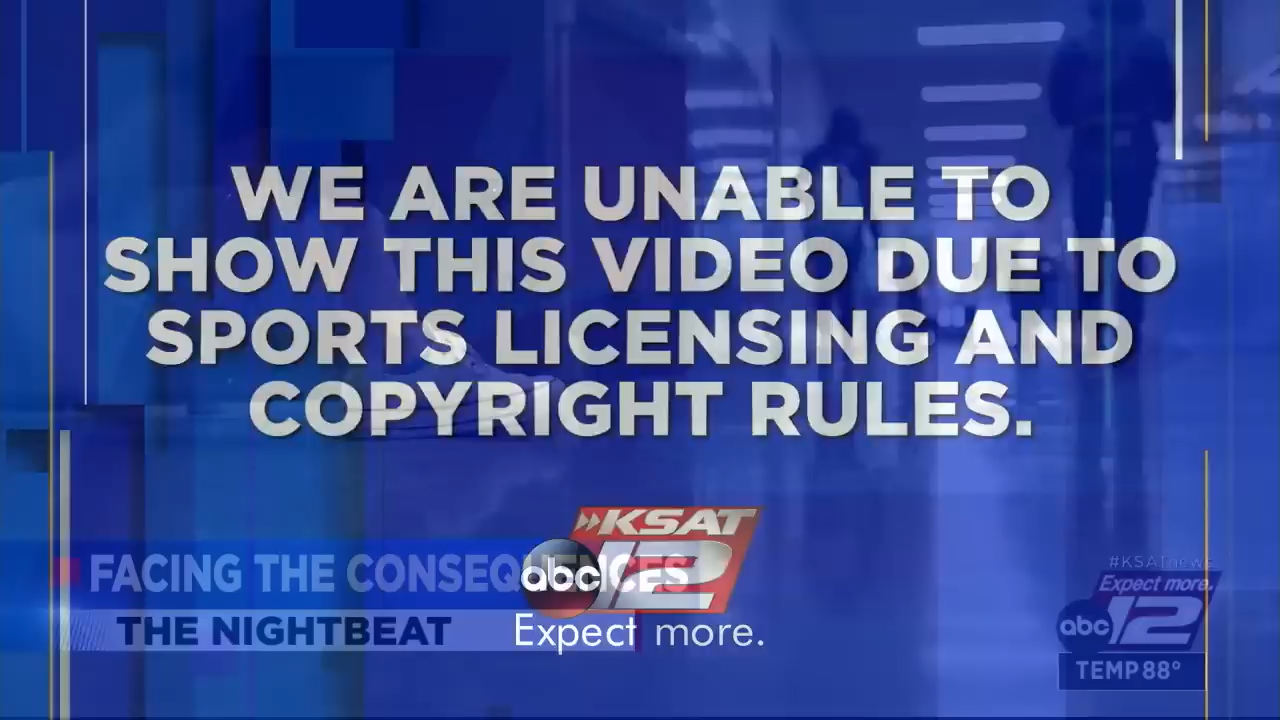 WE ARE UNABLE TO
SHOW THIS VIDEO DUE TO
SPORTS LICENSING AND
COPYRIGHT RULES.
KSAT
abc 12
Expect more.
FACING THE CONSEQUENCES
THE NIGHTBEAT
#KSATnews
Expect more.
abc 12
TEMP 88°